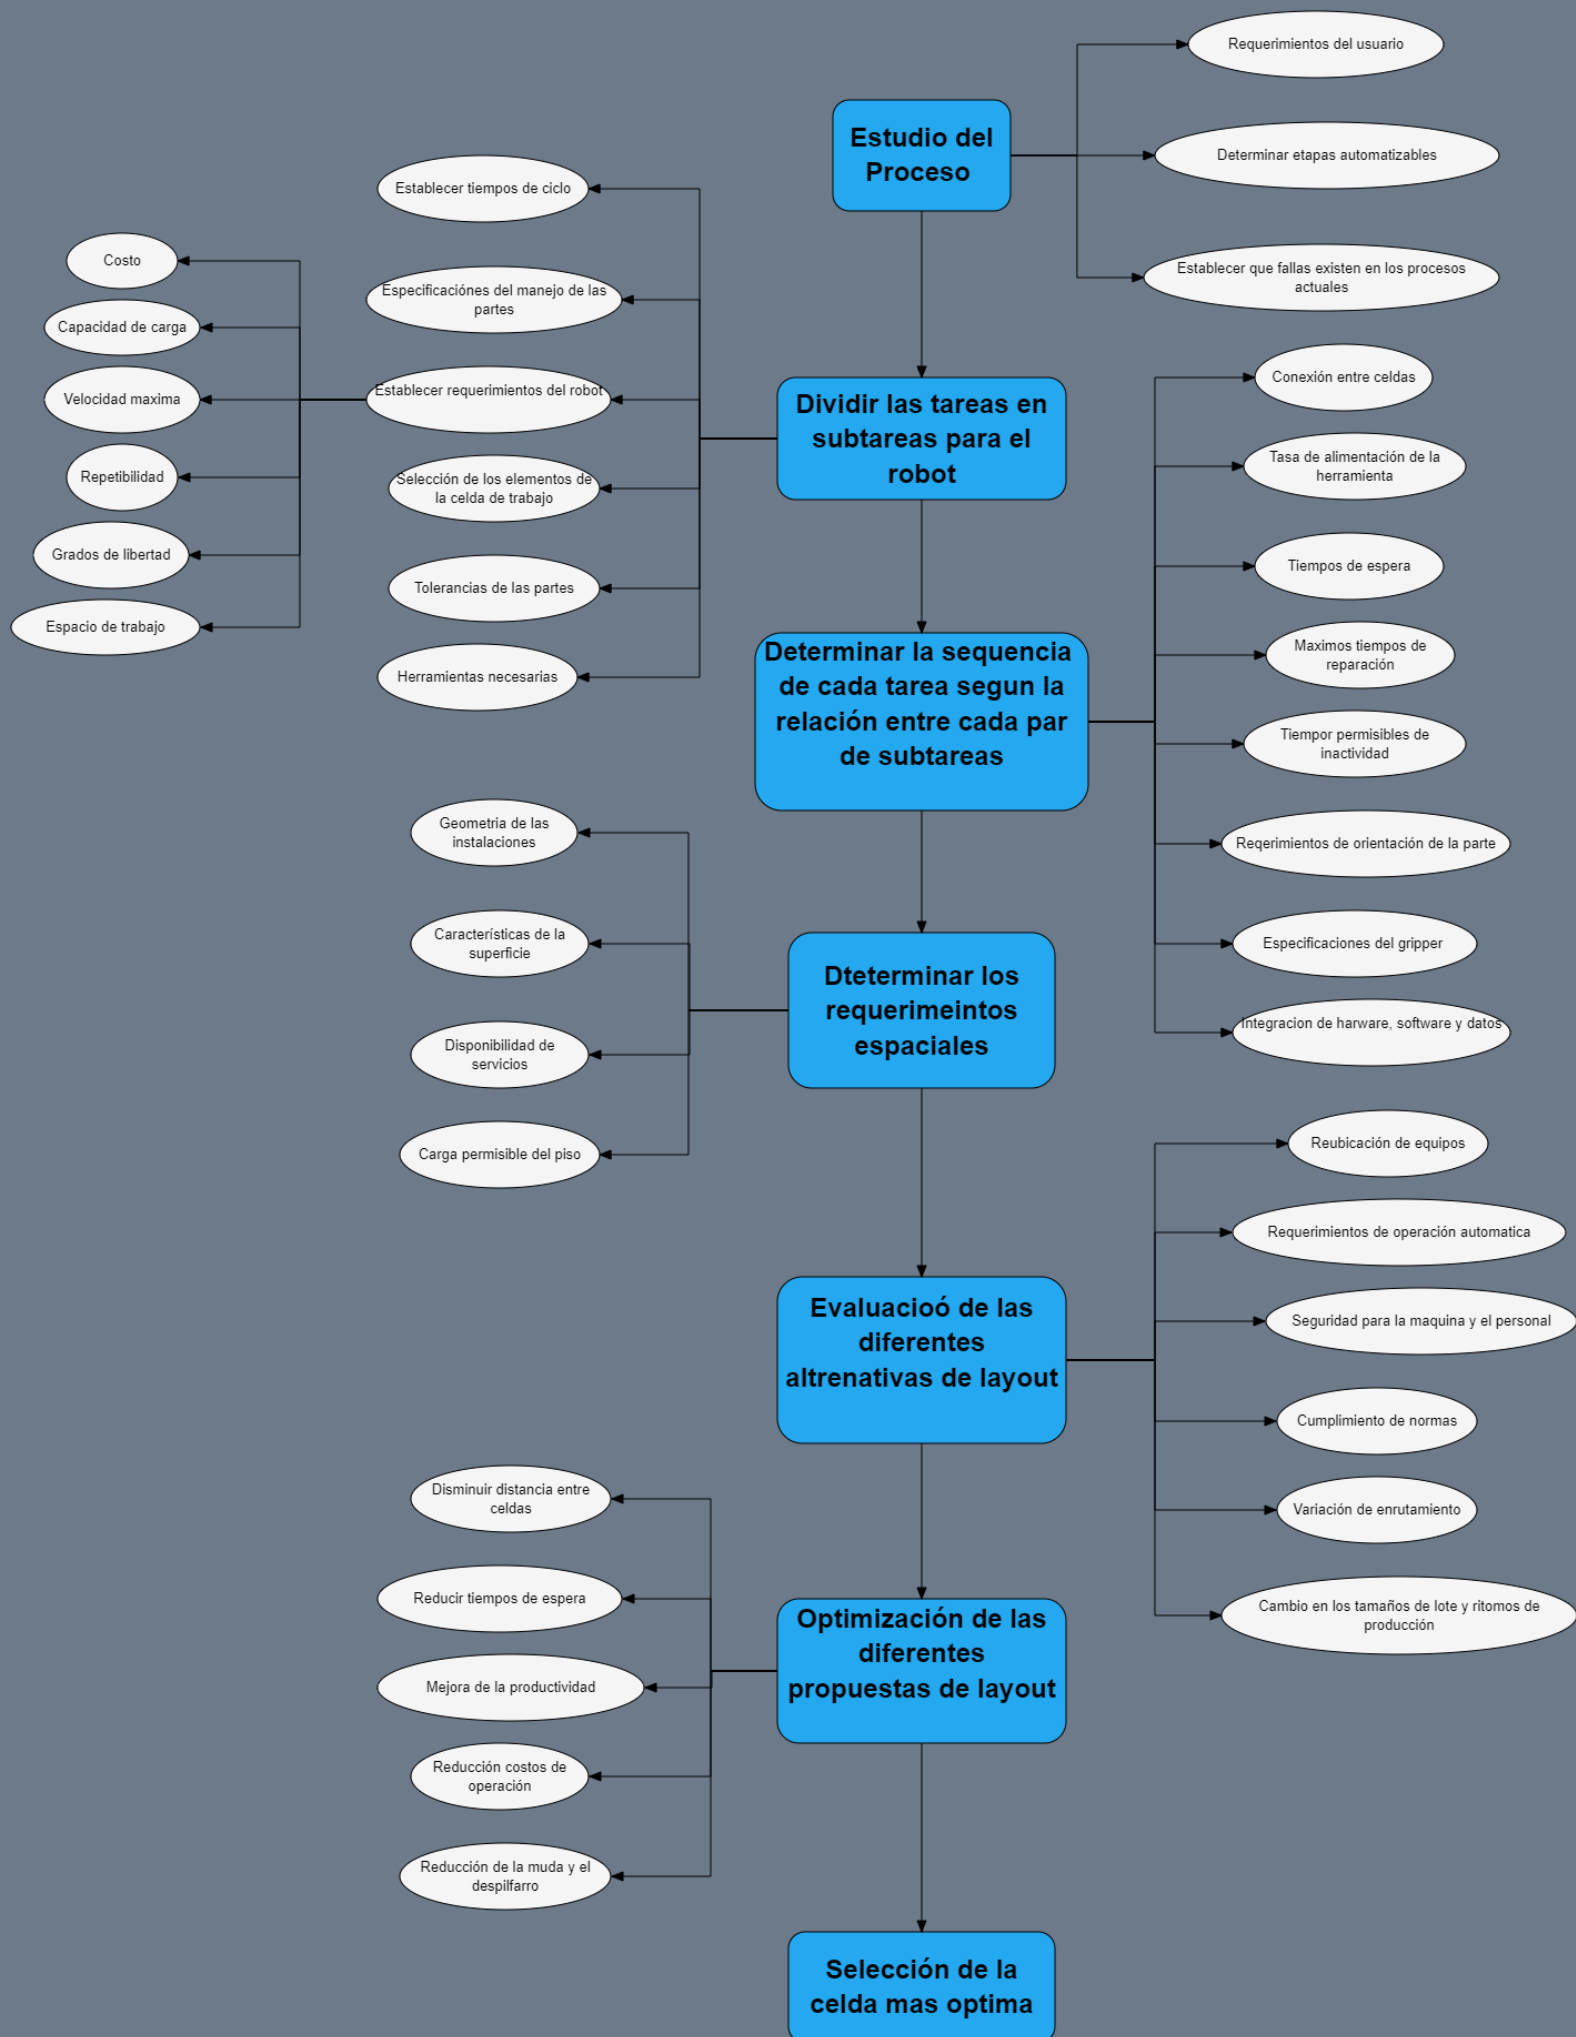 Requerimientos del usuario
Estudio del
Proceso
Determinar etapas automatizables
Establecer que fallas existen en los procesos
actuales
Establecer tiempos de ciclo
Especificaciónes del manejo de las
partes
Establecer requerimientos del robot
Selección de los elementos de
la celda de trabajo
Tolerancias de las partes
Herramientas necesarias
Costo
Capacidad de carga
Velocidad maxima
Repetibilidad
Grados de libertad
Espacio de trabajo
Dividir las tareas en
subtareas para el
robot
Conexión entre celdas
Tasa de alimentación de la
herramienta
Tiempos de espera
Maximos tiempos de
reparación
Tiempor permisibles de
inactividad
Reqerimientos de orientación de la parte
Especificaciones del gripper
Integracion de harware, software y datos
Determinar la sequencia
de cada tarea segun la
relación entre cada par
de subtareas
Geometria de las
instalaciones
Características de la
superficie
Disponibilidad de
servicios
Carga permisible del piso
Dteterminar los
requerimeintos
espaciales
Reubicación de equipos
Requerimientos de operación automatica
Seguridad para la maquina y el personal
Cumplimiento de normas
Variación de enrutamiento
Cambio en los tamaños de lote y ritomos de
producción
Evaluacioó de las
diferentes
altrenativas de layout
Disminuir distancia entre
celdas
Reducir tiempos de espera
Mejora de la productividad
Reducción costos de
operación
Reducción de la muda y el
despilfarro
Optimización de las
diferentes
propuestas de layout
Selección de la
celda mas optima